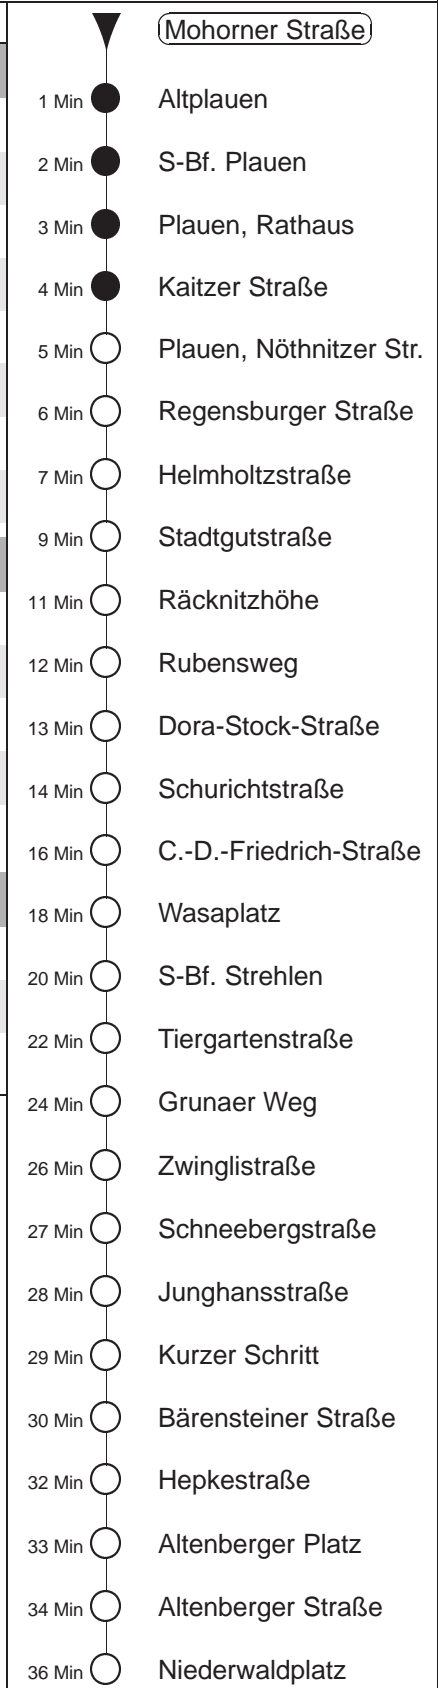 Mohorner Straße
1 Min Altplauen
2 Min S-Bf. Plauen
3 Min Plauen, Rathaus
4 Min Kaitzer Straße
5 Min Plauen, Nöthnitzer Str.
6 Min Regensburger Straße
7 Min Helmholtzstraße
9 Min Stadtgutstraße
11 Min Räcknitzhöhe
12 Min Rubensweg
13 Min Dora-Stock-Straße
14 Min Schurichtstraße
16 Min C.-D.-Friedrich-Straße
18 Min Wasaplatz
20 Min S-Bf. Strehlen
22 Min Tiergartenstraße
24 Min Grunaer Weg
26 Min Zwinglistraße
27 Min Schneebergstraße
28 Min Junghansstraße
29 Min Kurzer Schritt
30 Min Bärensteiner Straße
32 Min Hepkestraße
33 Min Altenberger Platz
34 Min Altenberger Straße
36 Min Niederwaldplatz